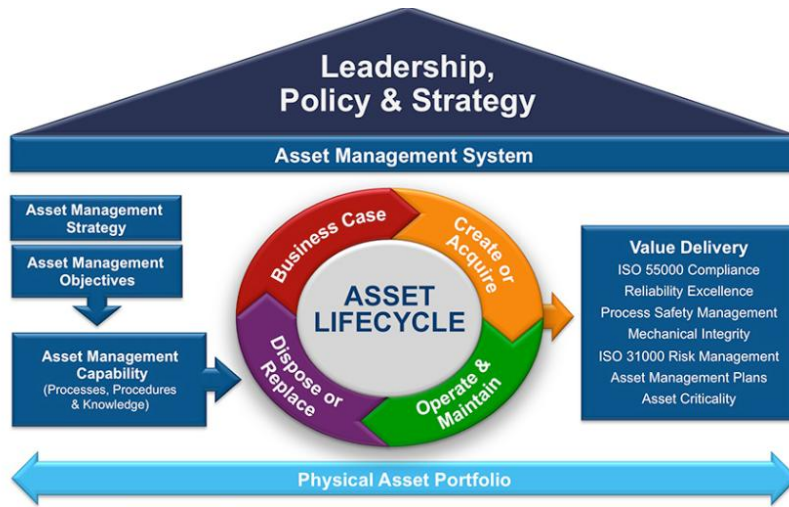 Leadership,
Policy & Strategy
Asset Management System
Asset Management
Strategy
Asset Management
Objectives
Asset Management
Capability
(Processes, Procedures
& Knowledge)
Business Case
Create or
Acquire
Operate &
Maintain
Dispose or
Replace
ASSET
LIFECYCLE
Value Delivery
ISO 55000 Compliance
Reliability Excellence
Process Safety Management
Mechanical Integrity
ISO 31000 Risk Management
Asset Management Plans
Asset Criticality
Physical Asset Portfolio